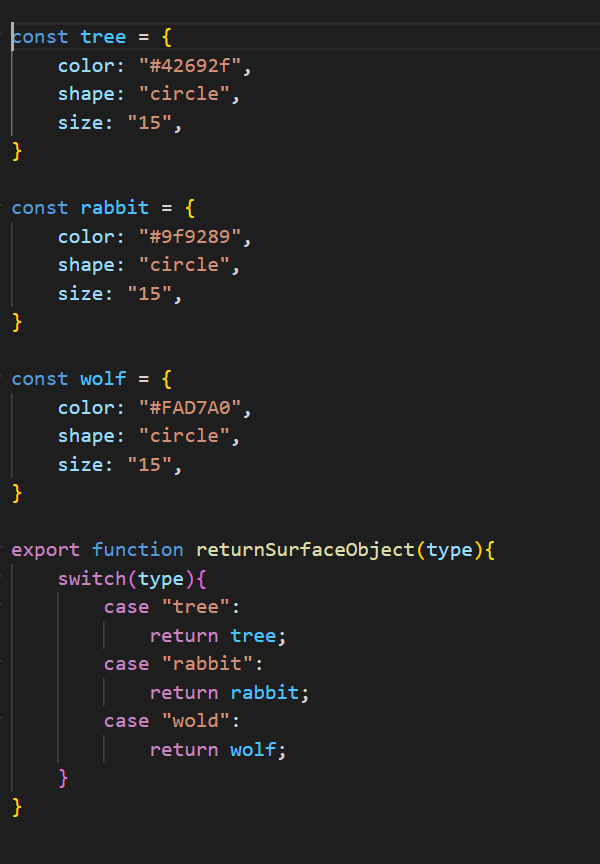 const tree = {
    color: "#42692f",
    shape: "circle",
    size: "15",
}

const rabbit = {
    color: "#9f9289",
    shape: "circle",
    size: "15",
}

const wolf = {
    color: "#FAD7A0",
    shape: "circle",
    size: "15",
}

export function returnSurfaceObject(type){
    switch(type){
        case "tree":
            return tree;
        case "rabbit":
            return rabbit;
        case "wold":
            return wolf;
    }
}